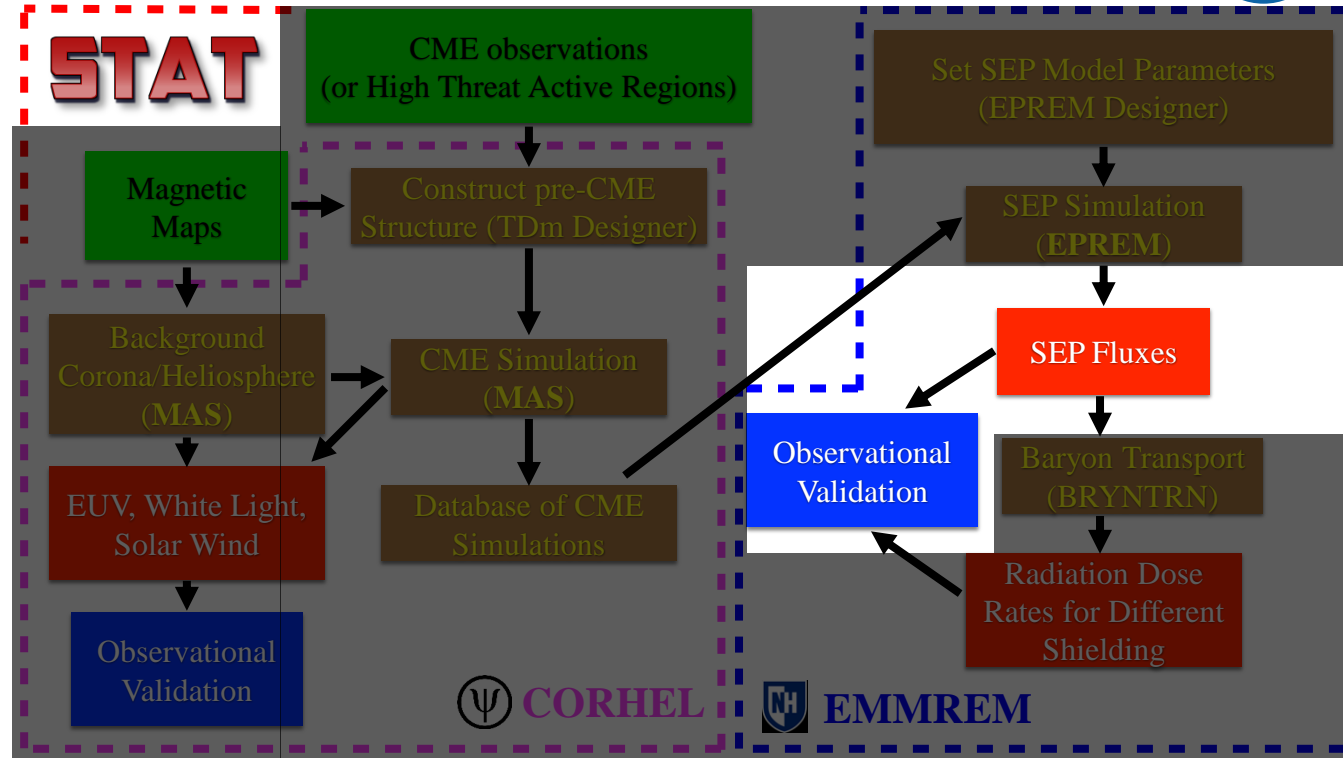 STAT
CME observations
(or High Threat Active Regions)
Set SEP Model Parameters
(EPREM Designer)
Magnetic
Maps
Construct pre-CME
Structure (TDm Designer)
SEP Simulation
(EPREM)
Background
Corona/Heliosphere
(MAS)
CME Simulation
(MAS)
SEP Fluxes
Observational
Validation
Baryon Transport
(BRYNTRN)
EUV, White Light,
Solar Wind
Database of CME
Simulations
Radiation Dose
Rates for Different
Shielding
Observational
Validation
Ψ CORHEL
NH EMMREM